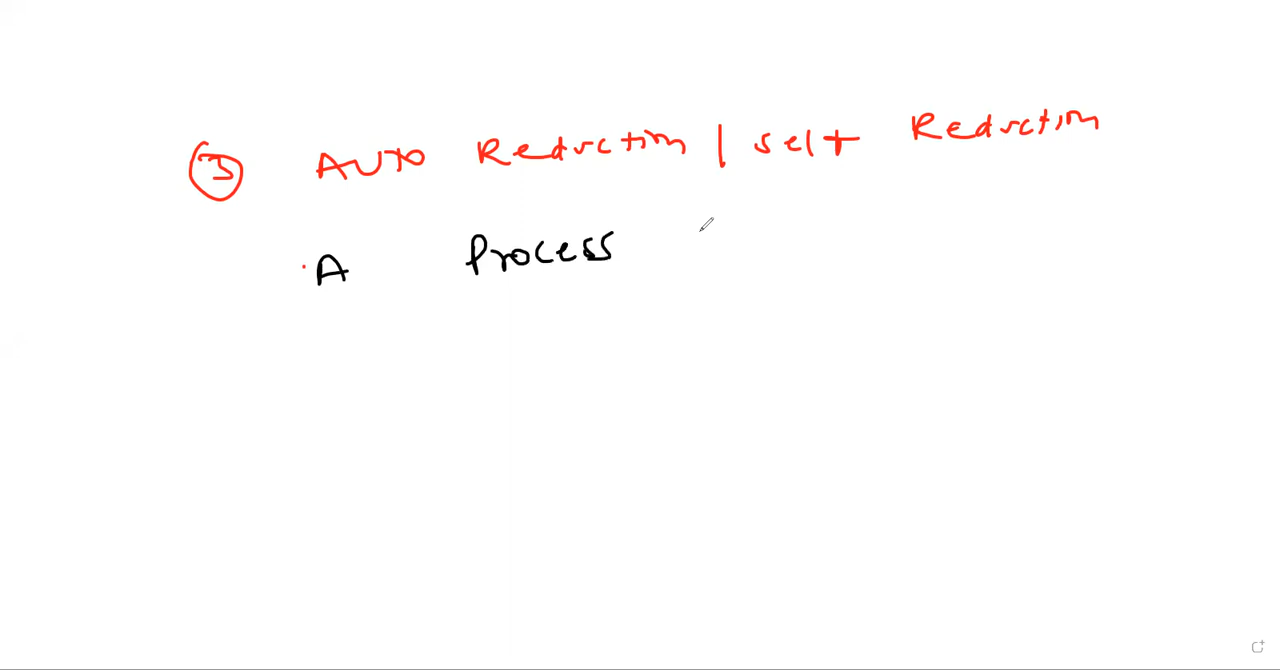 ③ AUTO Reduction | self Reduction
A process